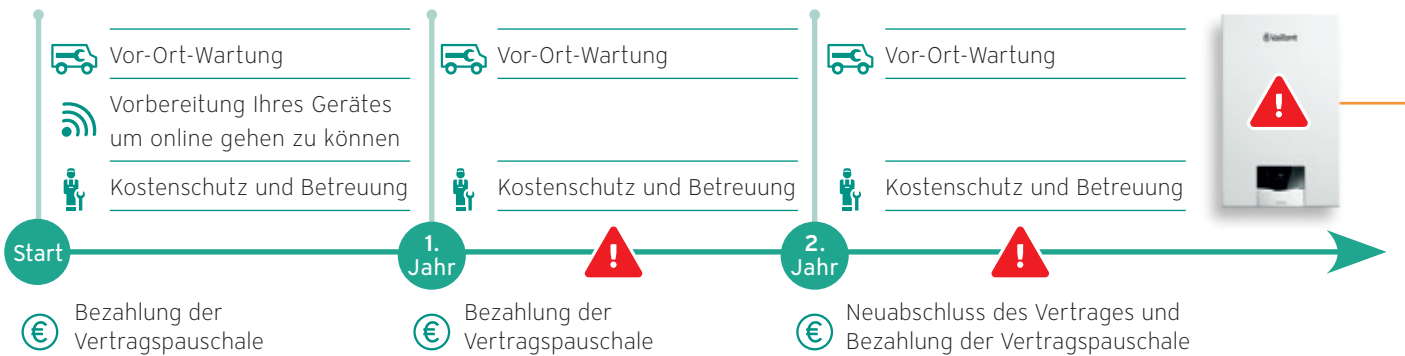 Vor-Ort-Wartung
Vorbereitung Ihres Gerätes
um online gehen zu können
Kostenschutz und Betreuung
Vor-Ort-Wartung
Kostenschutz und Betreuung
Vor-Ort-Wartung
Kostenschutz und Betreuung
Vaillant
!
Start
1.
Jahr
!
2.
Jahr
!
€
Bezahlung der
Vertragspauschale
€
Bezahlung der
Vertragspauschale
€
Neuabschluss des Vertrages und
Bezahlung der Vertragspauschale